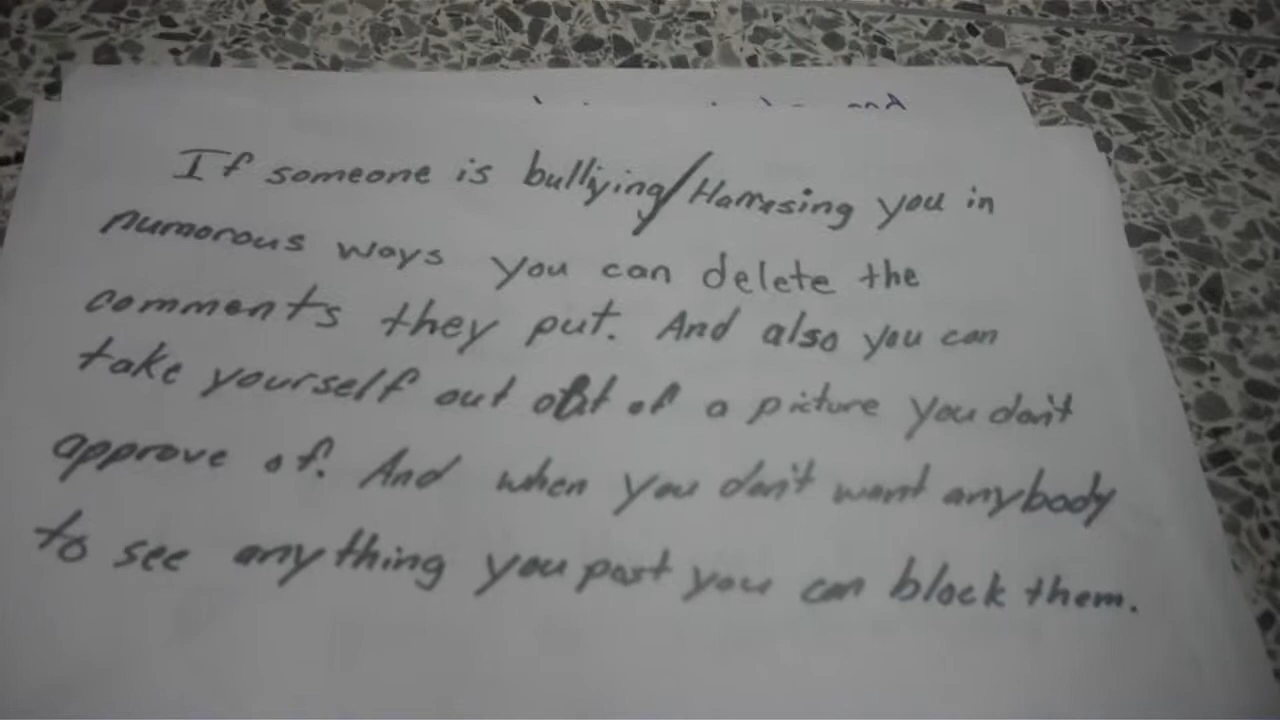 and
If someone is bullying/Harresing you in
numorous ways you can delete the
comments they put. And also you can
take yourself out of a picture you don't
approve of. And when you don't want anybody
to see anything you post you can block them.